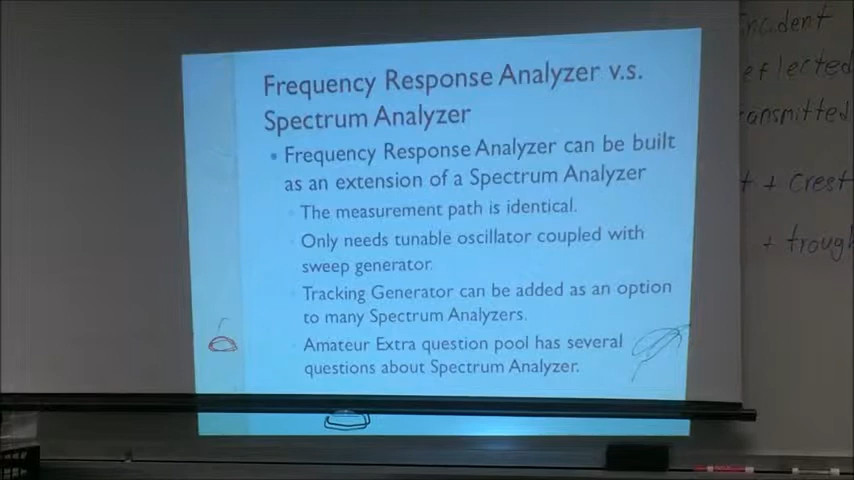 Frequency Response Analyzer v.s.
Spectrum Analyzer
• Frequency Response Analyzer can be built
as an extension of a Spectrum Analyzer
The measurement path is identical.
Only needs tunable oscillator coupled with
sweep generator.
Tracking Generator can be added as an option
to many Spectrum Analyzers.
Amateur Extra question pool has several
questions about Spectrum Analyzer.
+ Crest
+ trough